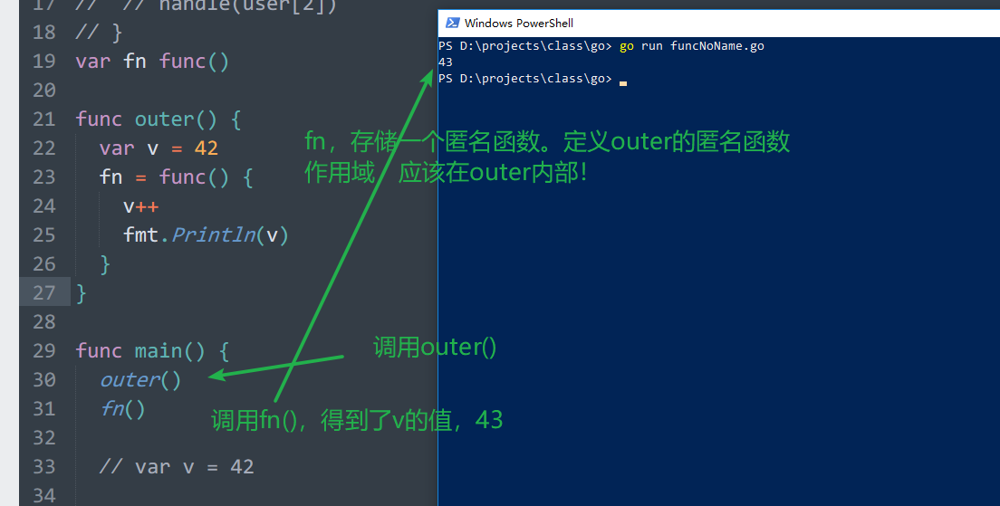 17 //  // handle(user[2])
18 // }
19 var fn func()
20
21 func outer() {
22   var v = 42
23   fn = func() {
24     v++
25     fmt.Println(v)
26   }
27 }
28
29 func main() {
30   outer()
31   fn()
32
33   // var v = 42
34
Windows PowerShell
PS D:\projects\class\go> go run funcNoName.go
43
PS D:\projects\class\go>
fn，存储一个匿名函数。定义outer的匿名函数
作用域，应该在outer内部！
调用outer()
调用fn()，得到了v的值，43